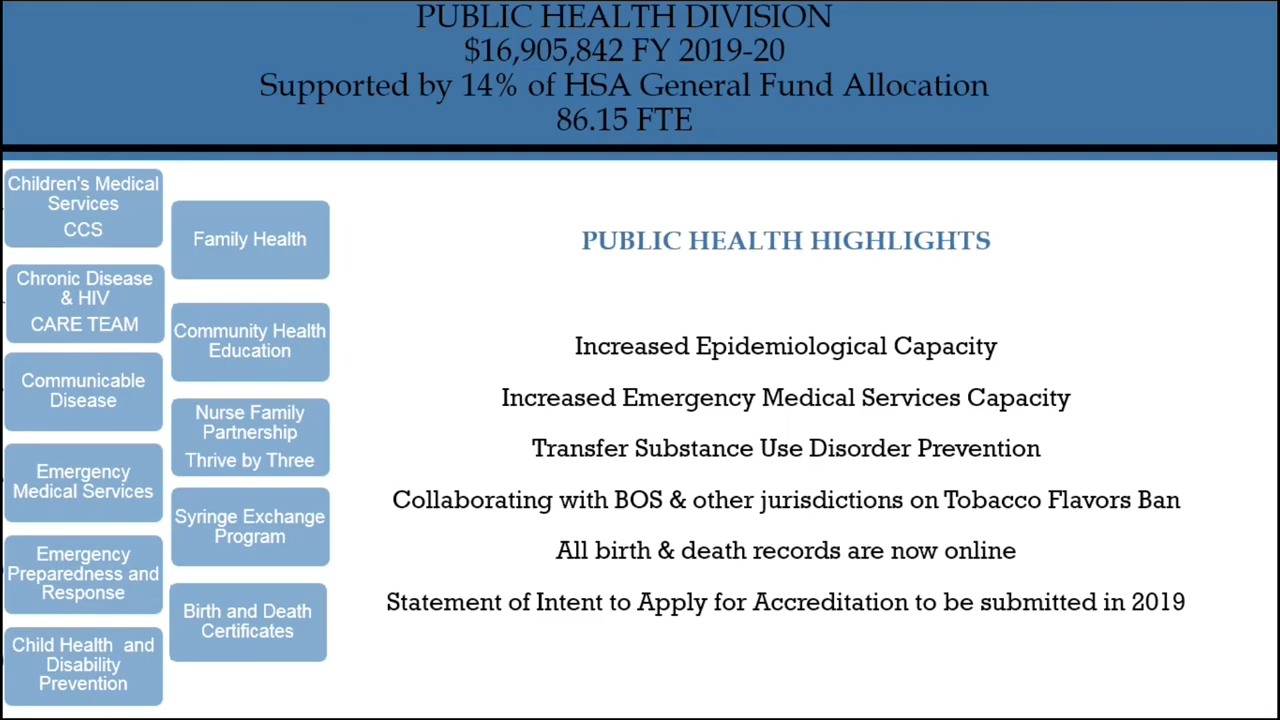 PUBLIC HEALTH DIVISION
$16,905,842 FY 2019-20
Supported by 14% of HSA General Fund Allocation
86.15 FTE
Children's Medical
Services
CCS
Chronic Disease
& HIV
CARE TEAM
Communicable
Disease
Emergency
Medical Services
Emergency
Preparedness and
Response
Child Health and
Disability
Prevention
Family Health
Community Health
Education
Nurse Family
Partnership
Thrive by Three
Syringe Exchange
Program
Birth and Death
Certificates
PUBLIC HEALTH HIGHLIGHTS
Increased Epidemiological Capacity
Increased Emergency Medical Services Capacity
Transfer Substance Use Disorder Prevention
Collaborating with BOS & other jurisdictions on Tobacco Flavors Ban
All birth & death records are now online
Statement of Intent to Apply for Accreditation to be submitted in 2019